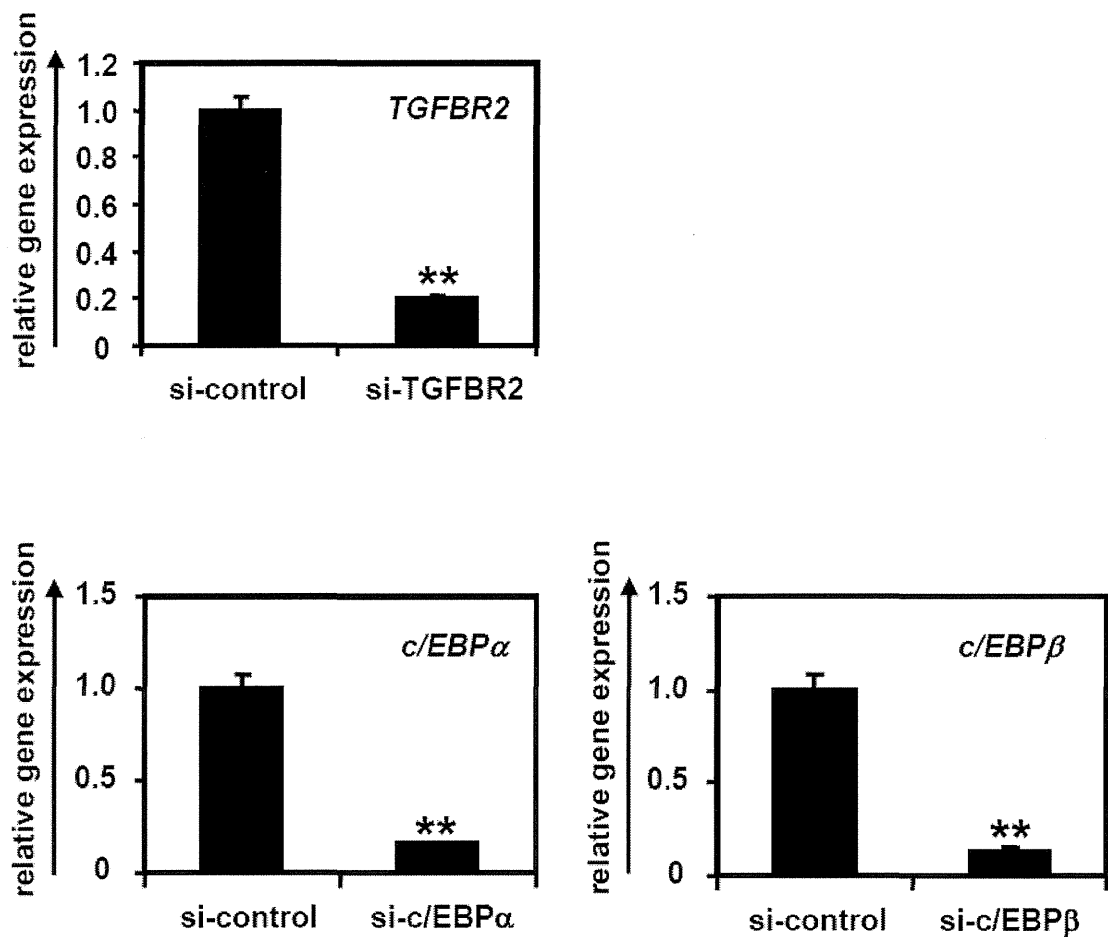 relative gene expression
1.2
1.0
0.8
0.6
0.4
0.2
0
TGFBR2
**
si-control si-TGFBR2
relative gene expression
1.5
1.0
0.5
0
c/EBPα
**
si-control si-c/EBPα
relative gene expression
1.5
1.0
0.5
0
c/EBPβ
**
si-control si-c/EBPβ